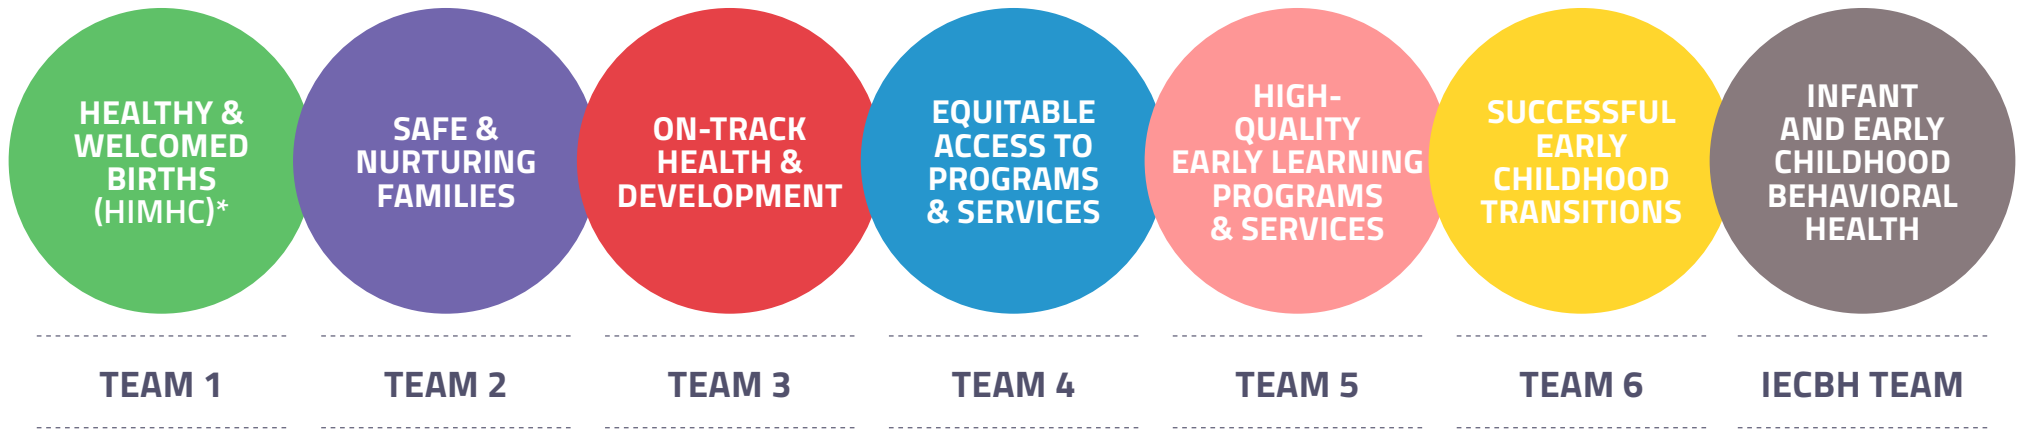 HEALTHY &
WELCOMED
BIRTHS
(HIMHC)*
SAFE &
NURTURING
FAMILIES
ON-TRACK
HEALTH &
DEVELOPMENT
EQUITABLE
ACCESS TO
PROGRAMS
& SERVICES
HIGH-
QUALITY
EARLY LEARNING
PROGRAMS
& SERVICES
SUCCESSFUL
EARLY
CHILDHOOD
TRANSITIONS
INFANT
AND EARLY
CHILDHOOD
BEHAVIORAL
HEALTH
TEAM 1
TEAM 2
TEAM 3
TEAM 4
TEAM 5
TEAM 6
IECBH TEAM